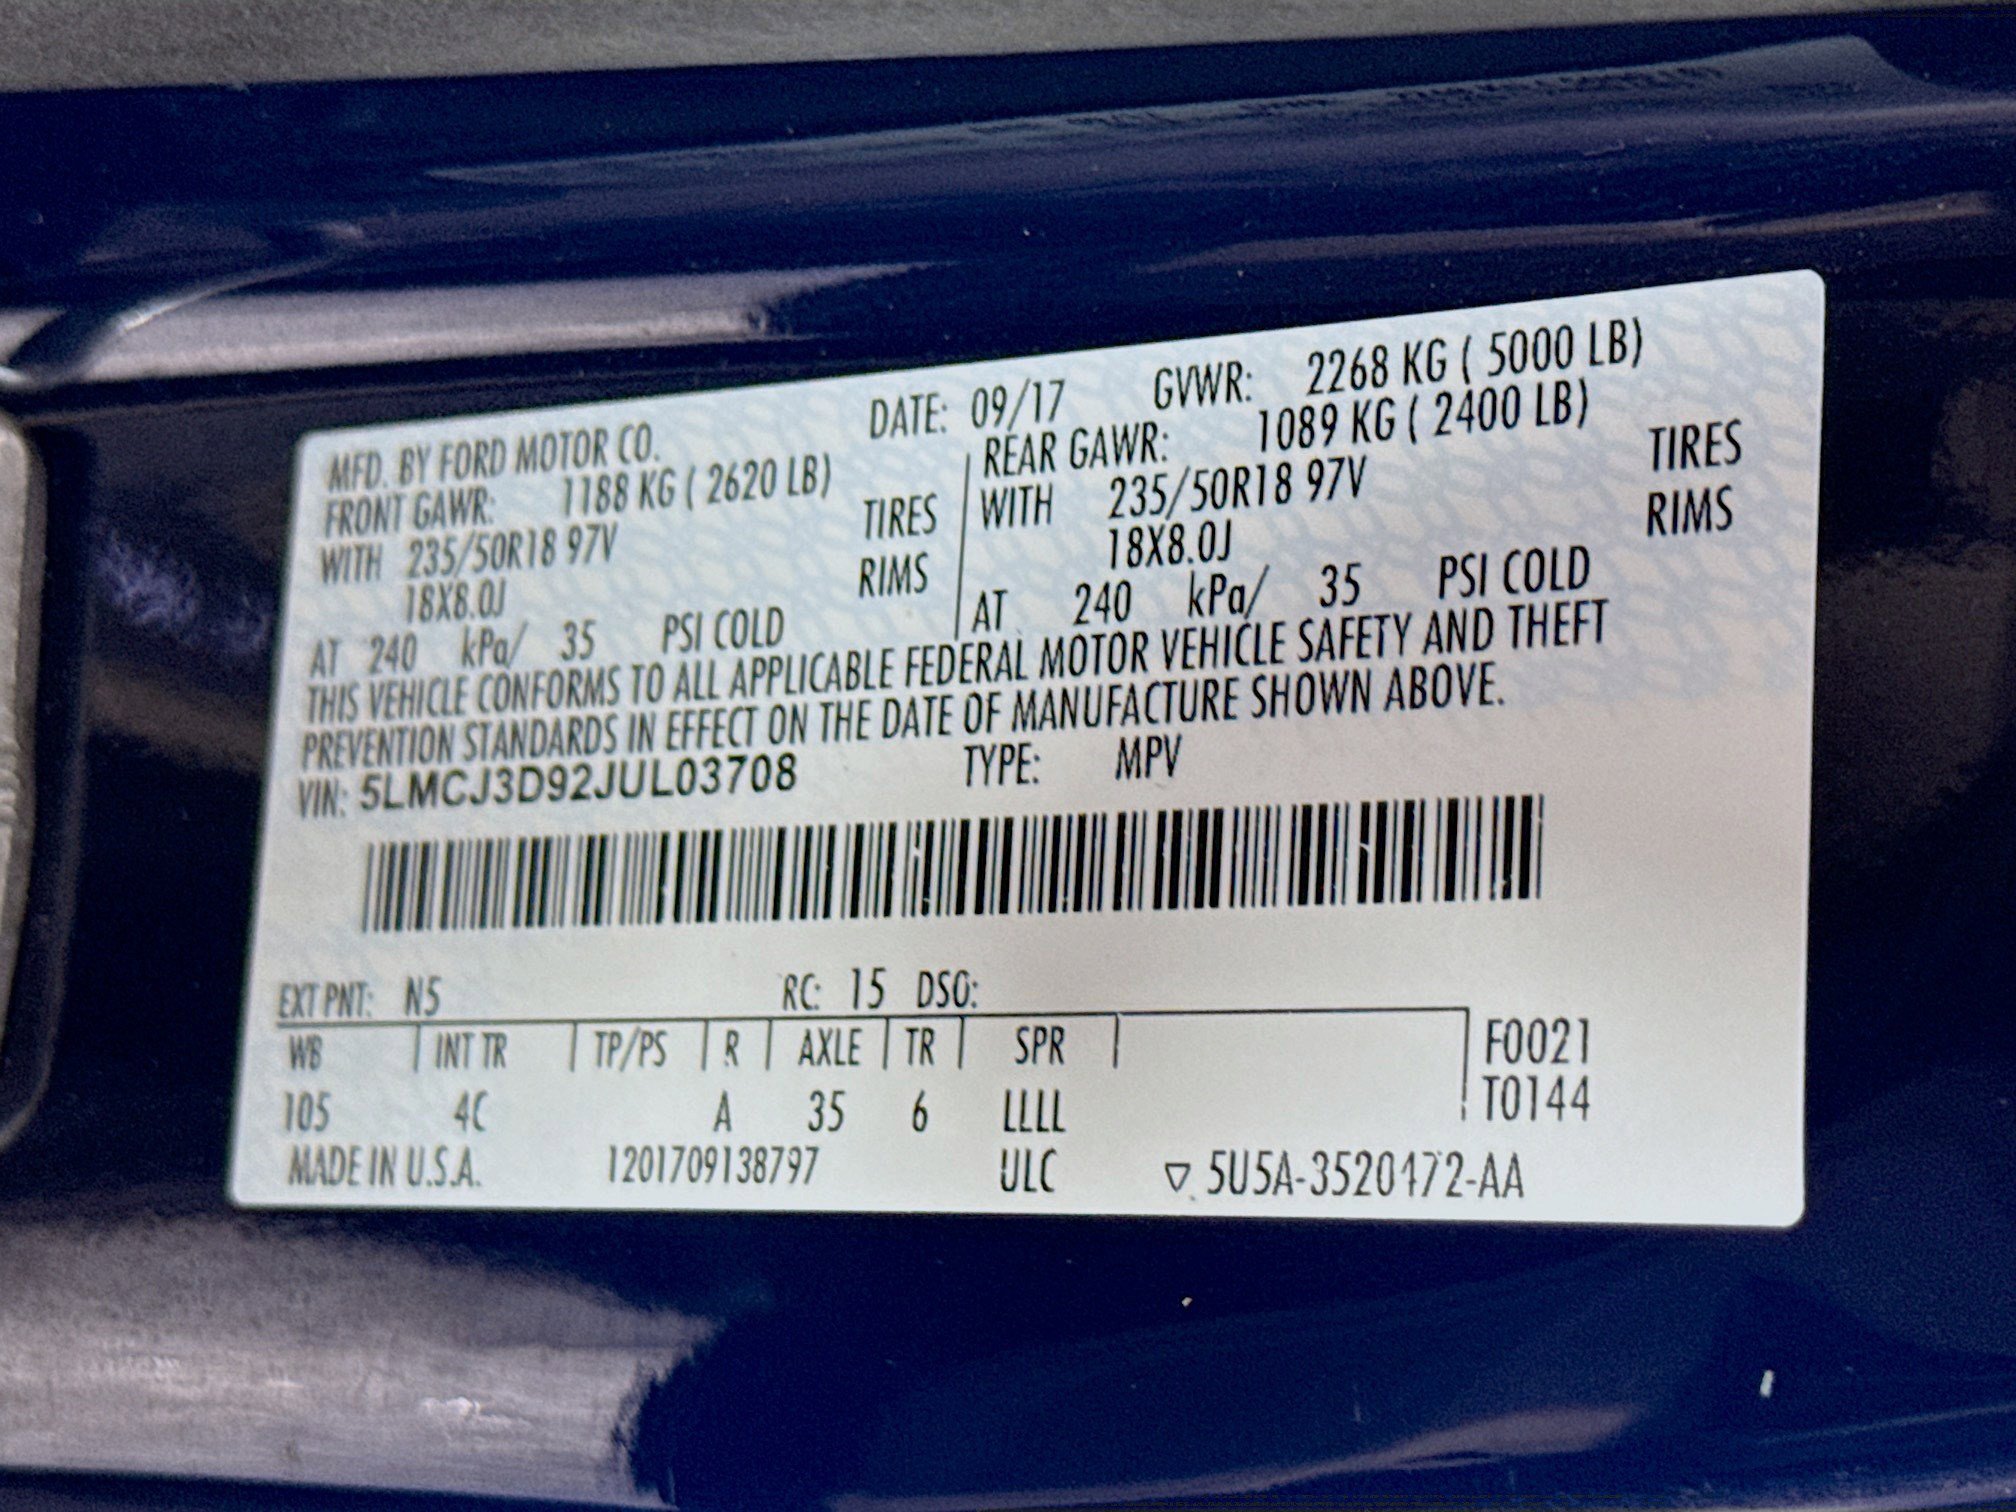 MFD. BY FORD MOTOR CO. DATE: 09/17 GVWR: 2268 KG ( 5000 LB)
FRONT GAWR: 1188 KG ( 2620 LB) REAR GAWR: 1089 KG ( 2400 LB)
WITH 235/50R18 97V TIRES WITH 235/50R18 97V TIRES
18X8.0J RIMS 18X8.0J RIMS
AT 240 kPa/ 35 PSI COLD AT 240 kPa/ 35 PSI COLD
THIS VEHICLE CONFORMS TO ALL APPLICABLE FEDERAL MOTOR VEHICLE SAFETY AND THEFT
PREVENTION STANDARDS IN EFFECT ON THE DATE OF MANUFACTURE SHOWN ABOVE.
VIN: 5LMCJ3D92JUL03708 TYPE: MPV
EXT PNT: N5 RC: 15 DSO:
WB INT TR TP/PS R AXLE TR SPR F0021
105 4C A 35 6 LLLL T0144
MADE IN U.S.A. 1201709138797 ULC ▽ 5U5A-3520472-AA